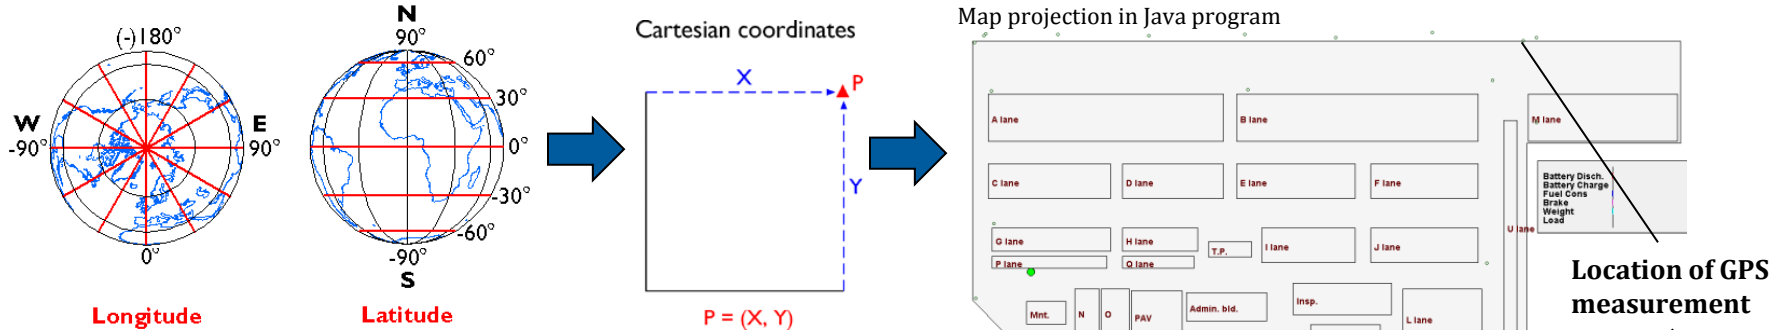 (-)180°
W
-90°
E
90°
0°
Longitude
N
90°
60°
30°
0°
-30°
-60°
-90°
S
Latitude
Cartesian coordinates
X
P
Y
P = (X, Y)
Map projection in Java program
A lane
B lane
M lane
C lane
D lane
E lane
F lane
Battery Disch.
Battery Charge
Fuel Cons
Brake
Weight
Load
G lane
H lane
T.P.
I lane
J lane
U lane
P lane
Q lane
Mnt.
N
O
PAV
Admin. bld.
Insp.
L lane
Location of GPS
measurement